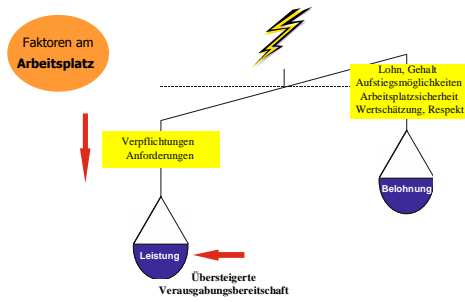 Faktoren am
Arbeitsplatz
Lohn, Gehalt
Aufstiegsmöglichkeiten
Arbeitsplatzsicherheit
Wertschätzung, Respekt
Verpflichtungen
Anforderungen
Belohnung
Leistung
Übersteigerte
Verausgabungsbereitschaft